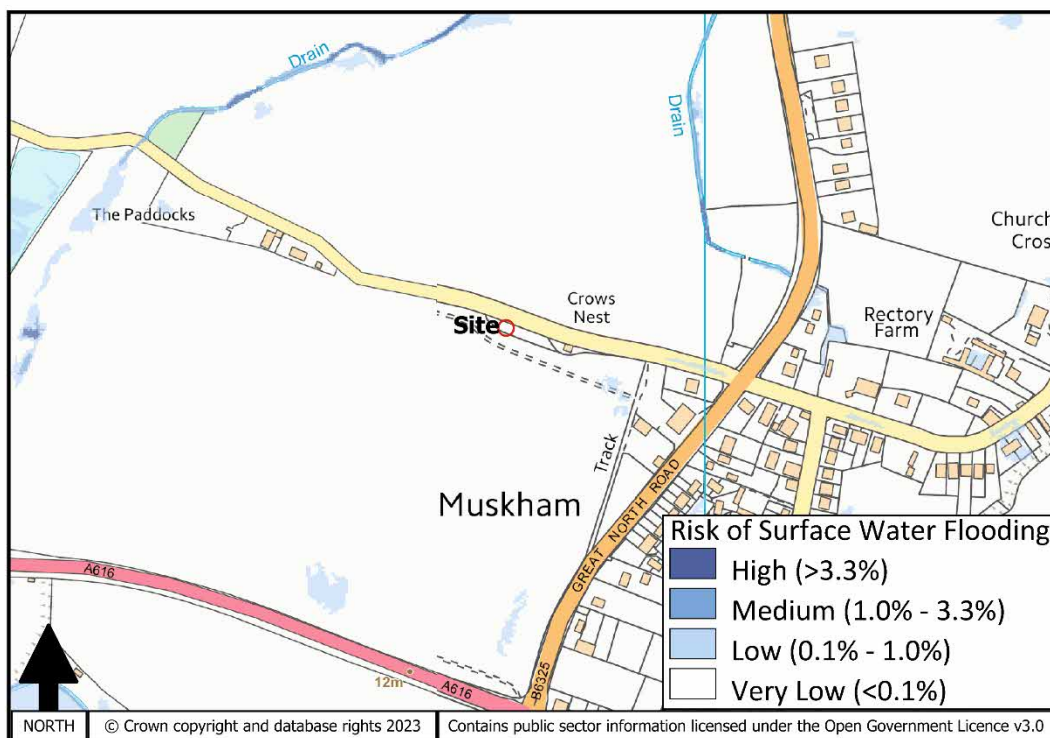 Drain
Drain
The Paddocks
Church
Cros
Crows
Nest
Site
Rectory
Farm
Track
Muskham
GREAT NORTH ROAD
A616
12m
A616
B6325
Risk of Surface Water Flooding
High (>3.3%)
Medium (1.0% - 3.3%)
Low (0.1% - 1.0%)
Very Low (<0.1%)
NORTH
© Crown copyright and database rights 2023
Contains public sector information licensed under the Open Government Licence v3.0